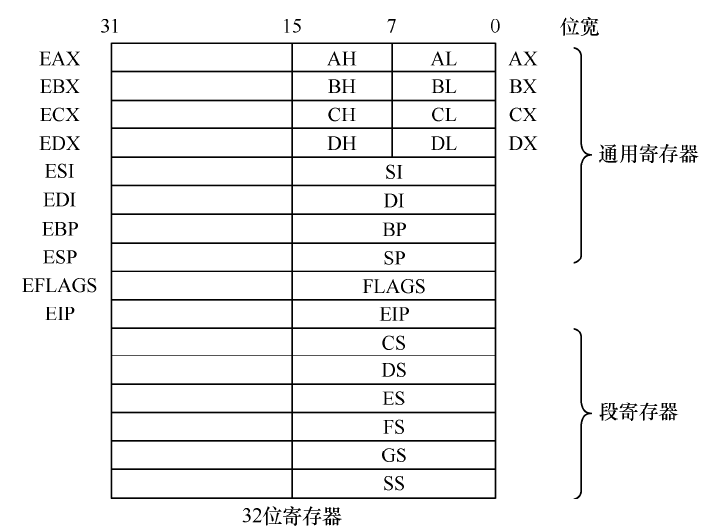 31 15 7 0 位宽
EAX AH AL AX
EBX BH BL BX
ECX CH CL CX
EDX DH DL DX
通用寄存器
ESI SI
EDI DI
EBP BP
ESP SP
EFLAGS FLAGS
EIP EIP
CS
DS
ES
段寄存器
FS
GS
SS
32位寄存器